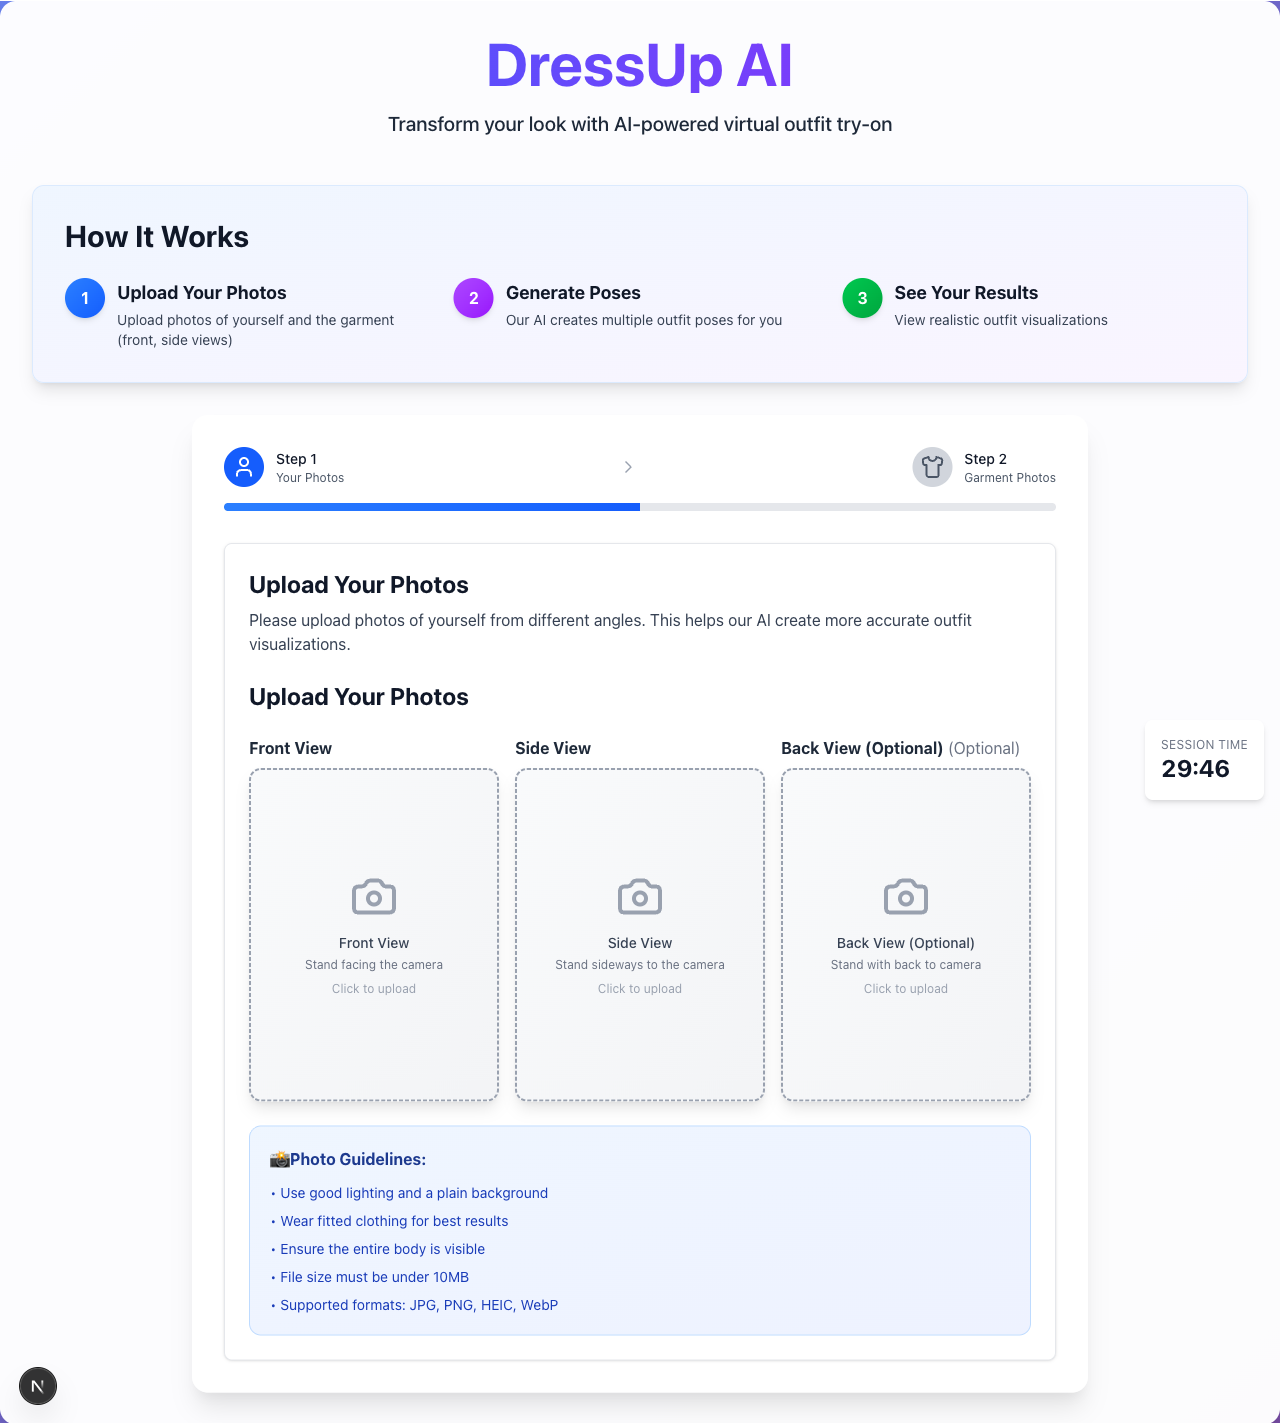 DressUp AI
Transform your look with AI-powered virtual outfit try-on
How It Works
1
Upload Your Photos
Upload photos of yourself and the garment
(front, side views)
2
Generate Poses
Our AI creates multiple outfit poses for you
3
See Your Results
View realistic outfit visualizations
Step 1
Your Photos
Step 2
Garment Photos
Upload Your Photos
Please upload photos of yourself from different angles. This helps our AI create more accurate outfit
visualizations.
Upload Your Photos
Front View
Side View
Back View (Optional) (Optional)
Front View
Stand facing the camera
Click to upload
Side View
Stand sideways to the camera
Click to upload
Back View (Optional)
Stand with back to camera
Click to upload
SESSION TIME
29:46
📸Photo Guidelines:
• Use good lighting and a plain background
• Wear fitted clothing for best results
• Ensure the entire body is visible
• File size must be under 10MB
• Supported formats: JPG, PNG, HEIC, WebP
N